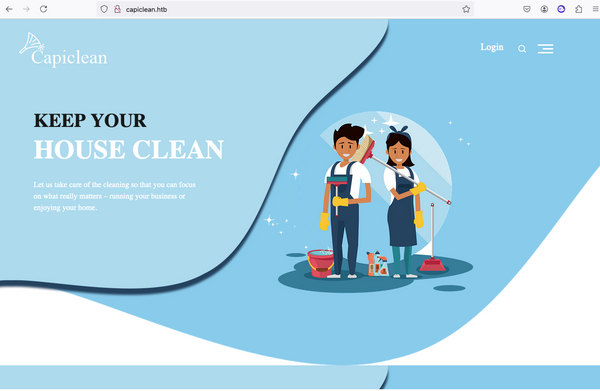 capiclean.htb
Capiclean
Login
KEEP YOUR
HOUSE CLEAN
Let us take care of the cleaning so that you can focus
on what really matters – running your business or
enjoying your home.